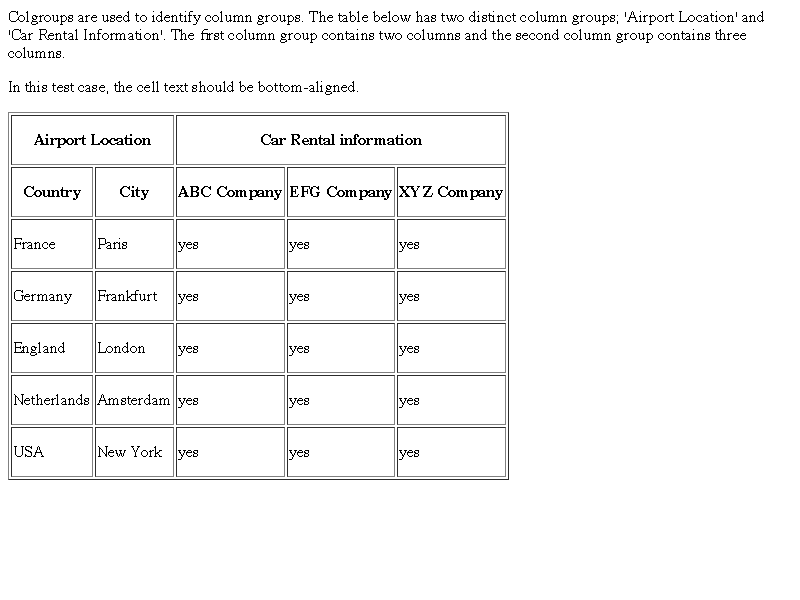 Colgroups are used to identify column groups. The table below has two distinct column groups; 'Airport Location' and
'Car Rental Information'. The first column group contains two columns and the second column group contains three
columns.
In this test case, the cell text should be bottom-aligned.
Airport Location Car Rental information
Country City ABC Company EFG Company XYZ Company
France Paris yes yes yes
Germany Frankfurt yes yes yes
England London yes yes yes
Netherlands Amsterdam yes yes yes
USA New York yes yes yes